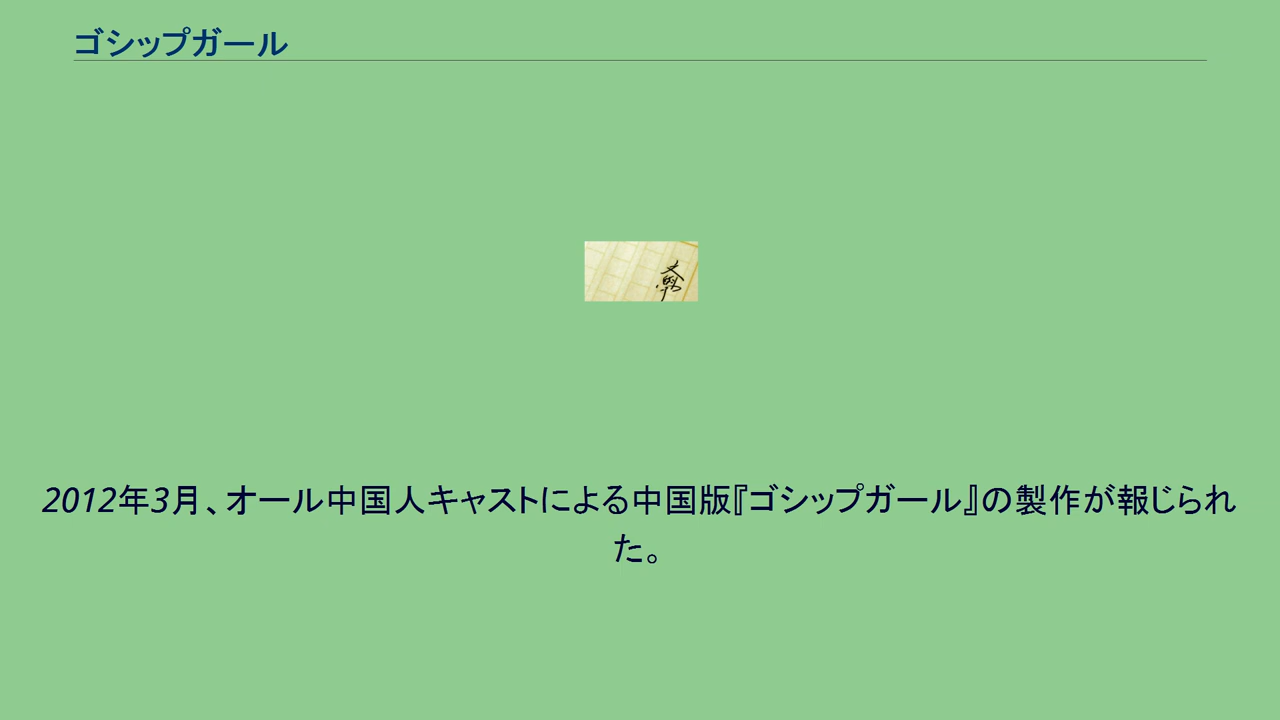 ゴシップガール
2012年3月、オール中国人キャストによる中国版『ゴシップガール』の製作が報じられ
た。